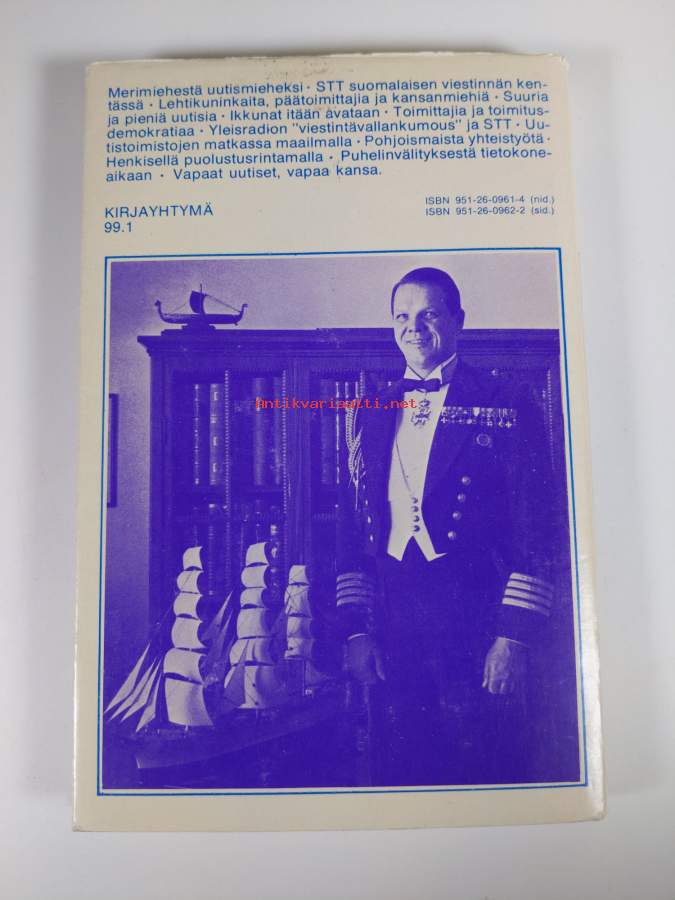 Merimiehestä uutismieheksi · STT suomalaisen viestinnän ken-
tässä · Lehtikuninkaita, päätoimittajia ja kansanmiehiä · Suuria
ja pieniä uutisia · Ikkunat itään avataan · Toimittajia ja toimitus-
demokratiaa · Yleisradion "viestintävallankumous" ja STT · Uu-
tistoimistojen matkassa maailmalla · Pohjoismaista yhteistyötä ·
Henkisellä puolustusrintamalla · Puhelinvälityksestä tietokone-
aikaan · Vapaat uutiset, vapaa kansa.
KIRJAYHTYMÄ
99.1
ISBN 951-26-0961-4 (nid.)
ISBN 951-26-0962-2 (sid.)
Antikvariaatti.net